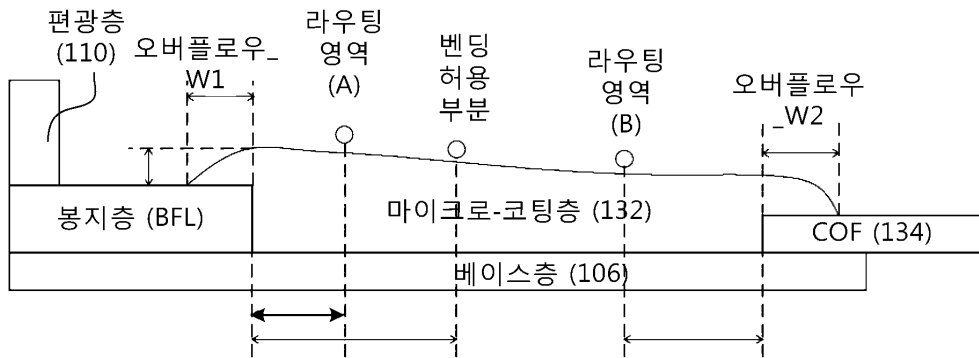 편광층
(110)
오버플로우_
W1
라우팅
영역
(A)
벤딩
허용
부분
라우팅
영역
(B)
오버플로우
_W2
봉지층 (BFL)
마이크로-코팅층 (132)
COF (134)
베이스층 (106)